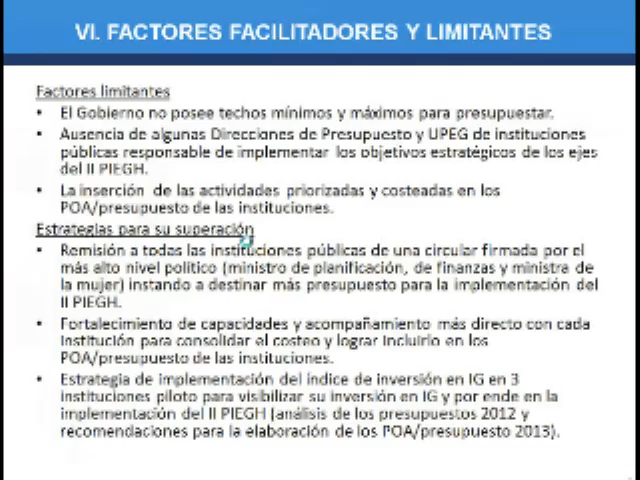 VI. FACTORES FACILITADORES Y LIMITANTES
Factores limitantes
• El Gobierno no posee techos mínimos y máximos para presupuestar.
• Ausencia de algunas Direcciones de Presupuesto y UPEG de instituciones
públicas responsable de implementar los objetivos estratégicos de los ejes
del II PIEGH.
• La inserción de las actividades priorizadas y costeadas en los
POA/presupuesto de las instituciones.
Estrategias para su superación
• Remisión a todas las instituciones públicas de una circular firmada por el
más alto nivel político (ministro de planificación, de finanzas y ministra de
la mujer) instando a destinar más presupuesto para la implementación del
II PIEGH.
• Fortalecimiento de capacidades y acompañamiento más directo con cada
institución para consolidar el costeo y lograr incluirlo en los
POA/presupuesto de las instituciones.
• Estrategia de implementación del índice de inversión en IG en 3
instituciones piloto para visibilizar su inversión en IG y por ende en la
implementación del II PIEGH (análisis de los presupuestos 2012 y
recomendaciones para la elaboración de los POA/presupuesto 2013).